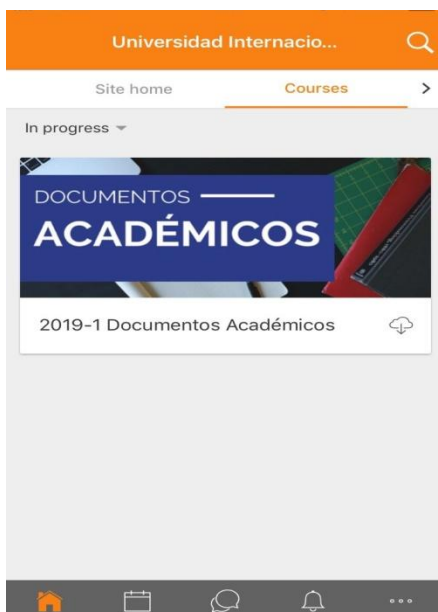 Universidad Internacio...
Site home
Courses
In progress
DOCUMENTOS
ACADÉMICOS
2019-1 Documentos Académicos